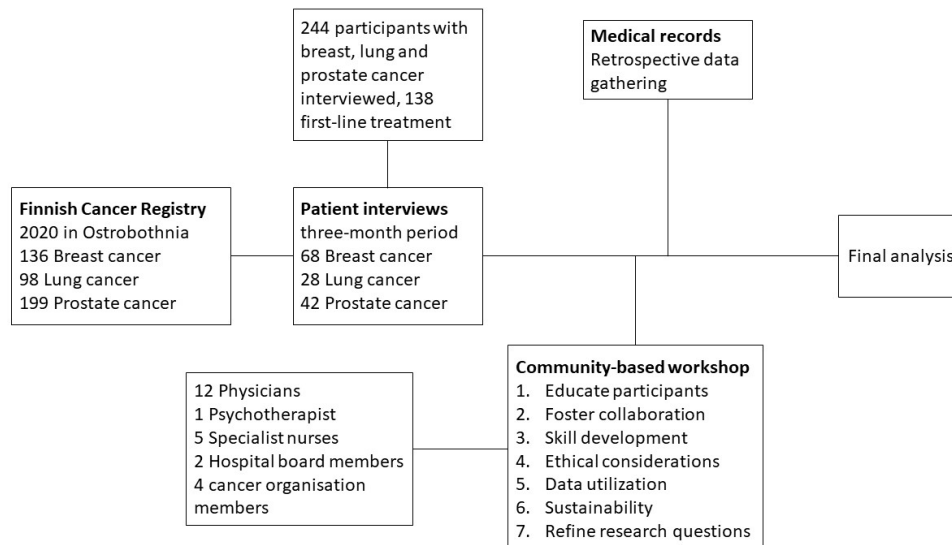 244 participants with
breast, lung and
prostate cancer
interviewed, 138
first-line treatment
Medical records
Retrospective data
gathering
Finnish Cancer Registry
2020 in Ostrobothnia
136 Breast cancer
98 Lung cancer
199 Prostate cancer
Patient interviews
three-month period
68 Breast cancer
28 Lung cancer
42 Prostate cancer
Final analysis
12 Physicians
1 Psychotherapist
5 Specialist nurses
2 Hospital board members
4 cancer organisation
members
Community-based workshop
1. Educate participants
2. Foster collaboration
3. Skill development
4. Ethical considerations
5. Data utilization
6. Sustainability
7. Refine research questions